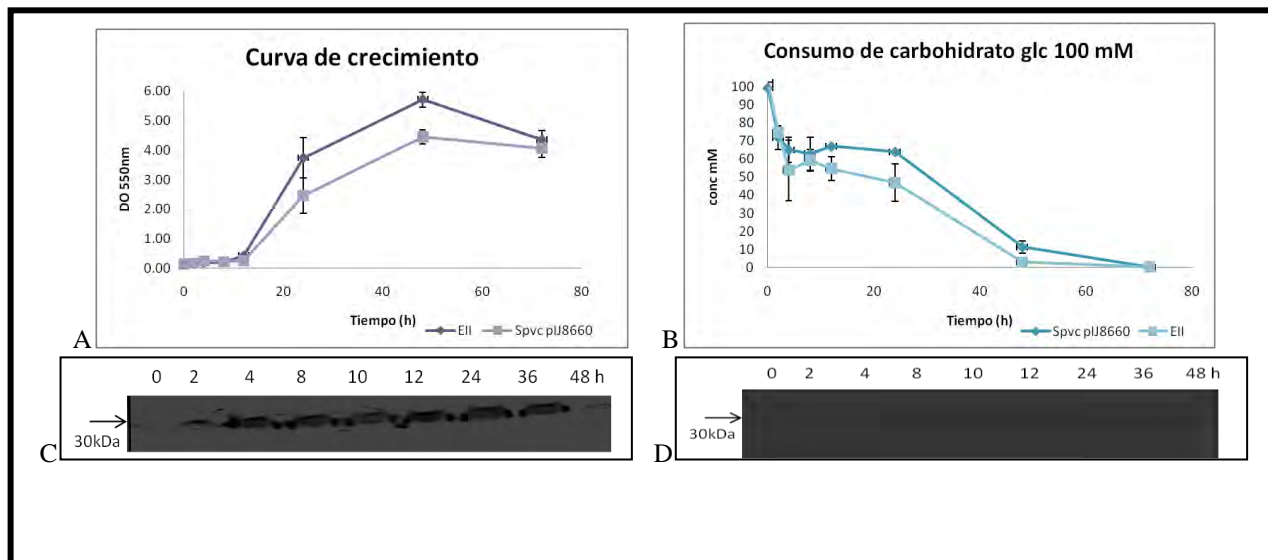 Curva de crecimiento
6.00
5.00
4.00
3.00
2.00
1.00
0.00
DO 550nm
0 20 40 60 80
Tiempo (h)
EII Spvc pIJ8660
A
Consumo de carbohidrato glc 100 mM
100
90
80
70
60
50
40
30
20
10
0
conc mM
0 20 40 60 80
Tiempo (h)
Spvc pIJ8660 EII
B
0 2 4 8 10 12 24 36 48 h
30kDa
C
0 2 4 8 10 12 24 36 48 h
30kDa
D